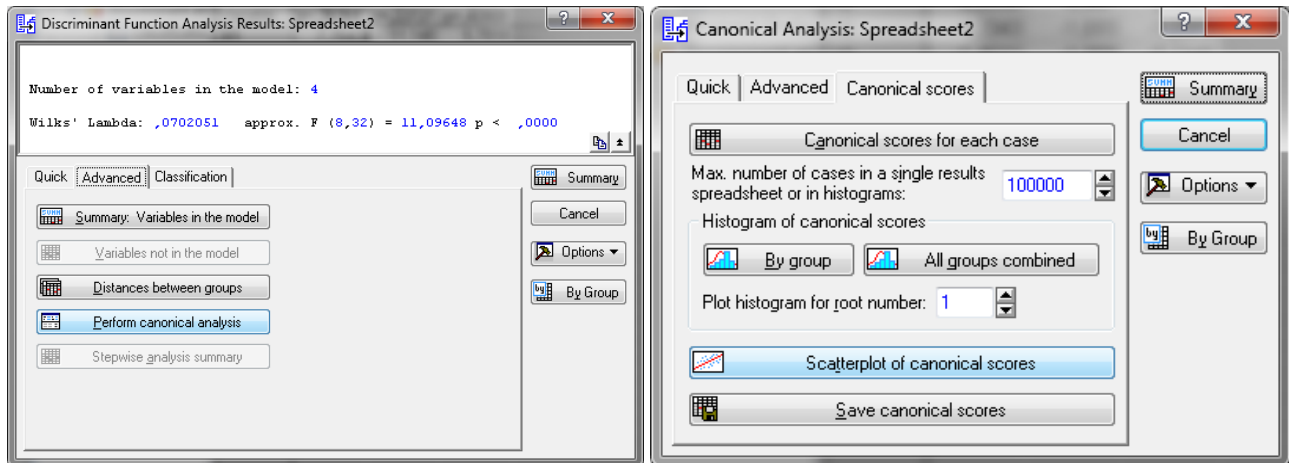 Discriminant Function Analysis Results: Spreadsheet2
Number of variables in the model: 4
Wilks' Lambda: ,0702051 approx. F (8,32) = 11,09648 p < ,0000
Quick Advanced Classification
Summary: Variables in the model
Variables not in the model
Distances between groups
Perform canonical analysis
Stepwise analysis summary
Summary
Cancel
Options
By Group
Canonical Analysis: Spreadsheet2
Quick Advanced Canonical scores
Canonical scores for each case
Max. number of cases in a single results
spreadsheet or in histograms: 100000
Histogram of canonical scores
By group All groups combined
Plot histogram for root number: 1
Scatterplot of canonical scores
Save canonical scores
Summary
Cancel
Options
By Group